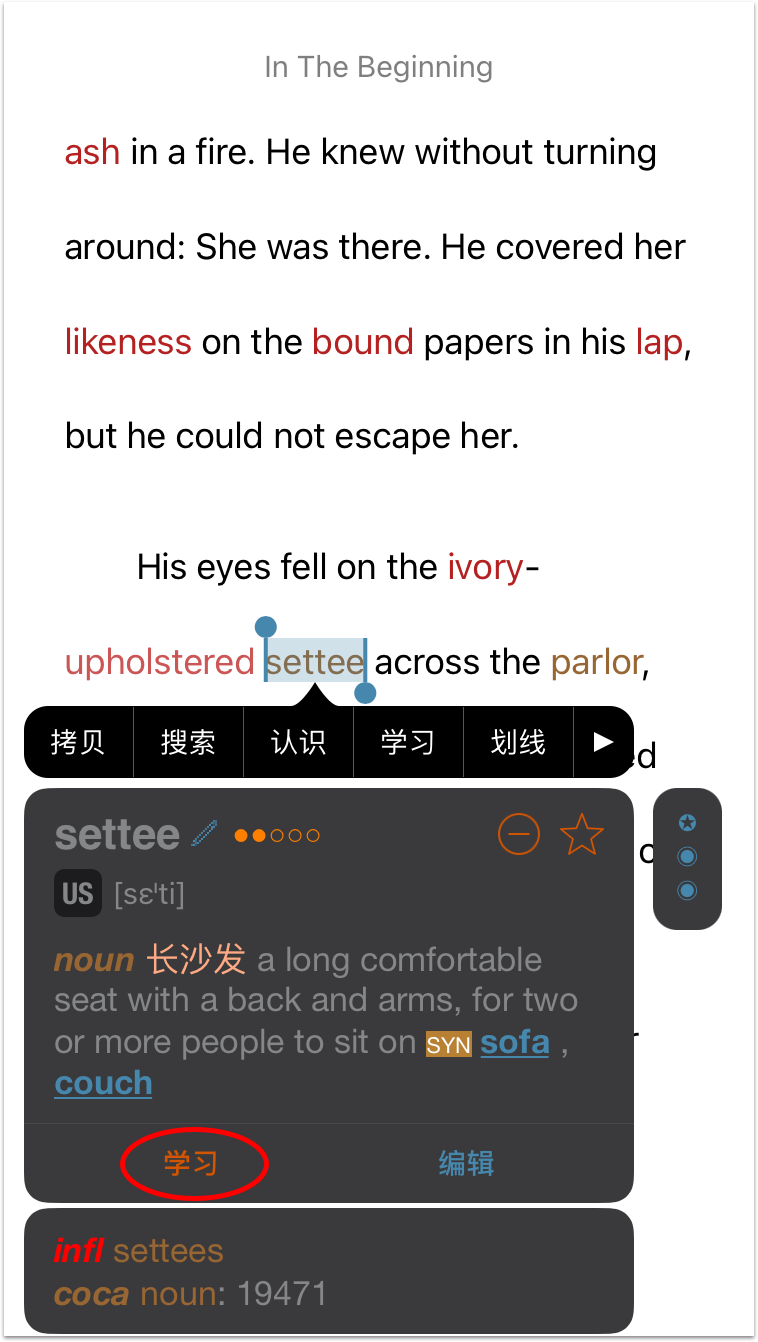 In The Beginning
ash in a fire. He knew without turning
around: She was there. He covered her
likeness on the bound papers in his lap,
but he could not escape her.
His eyes fell on the ivory-
upholstered settee across the parlor,
拷贝 搜索 认识 学习 划线 ▶
settee
US [sɛˈti]
noun 长沙发 a long comfortable
seat with a back and arms, for two
or more people to sit on SYN sofa ,
couch
学习 编辑
infl settees
coca noun: 19471